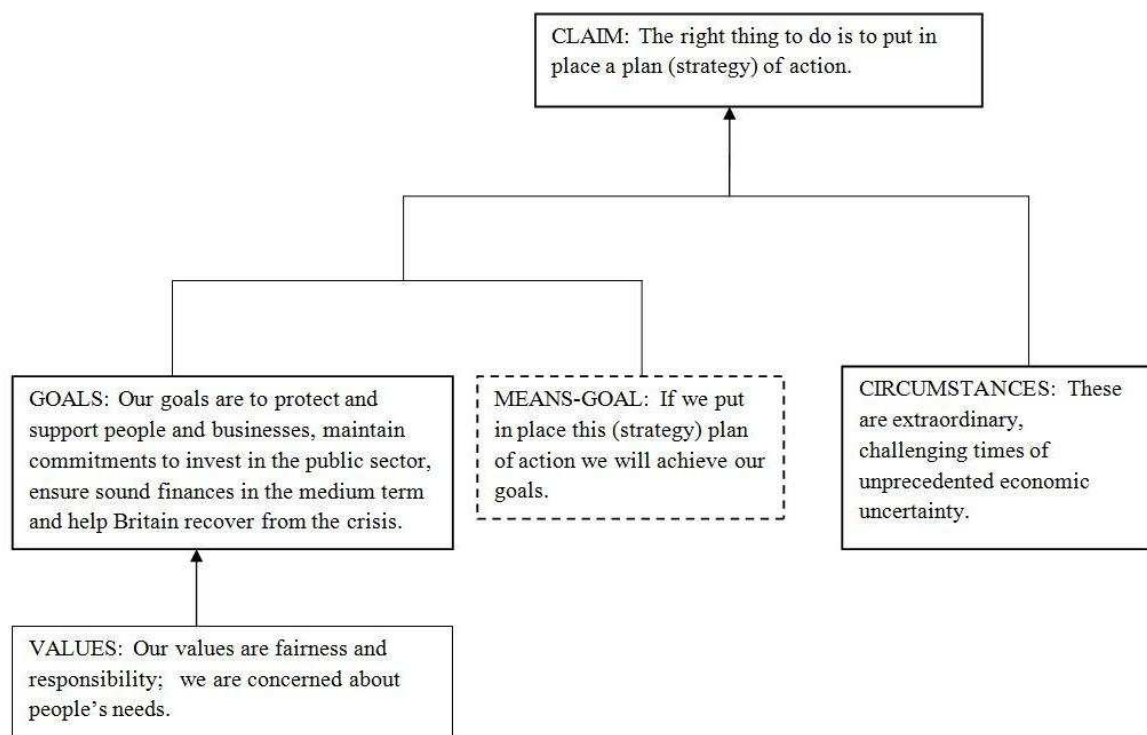 CLAIM: The right thing to do is to put in
place a plan (strategy) of action.
GOALS: Our goals are to protect and
support people and businesses, maintain
commitments to invest in the public sector,
ensure sound finances in the medium term
and help Britain recover from the crisis.
MEANS-GOAL: If we put
in place this (strategy) plan
of action we will achieve our
goals.
CIRCUMSTANCES: These
are extraordinary,
challenging times of
unprecedented economic
uncertainty.
VALUES: Our values are fairness and
responsibility; we are concerned about
people's needs.